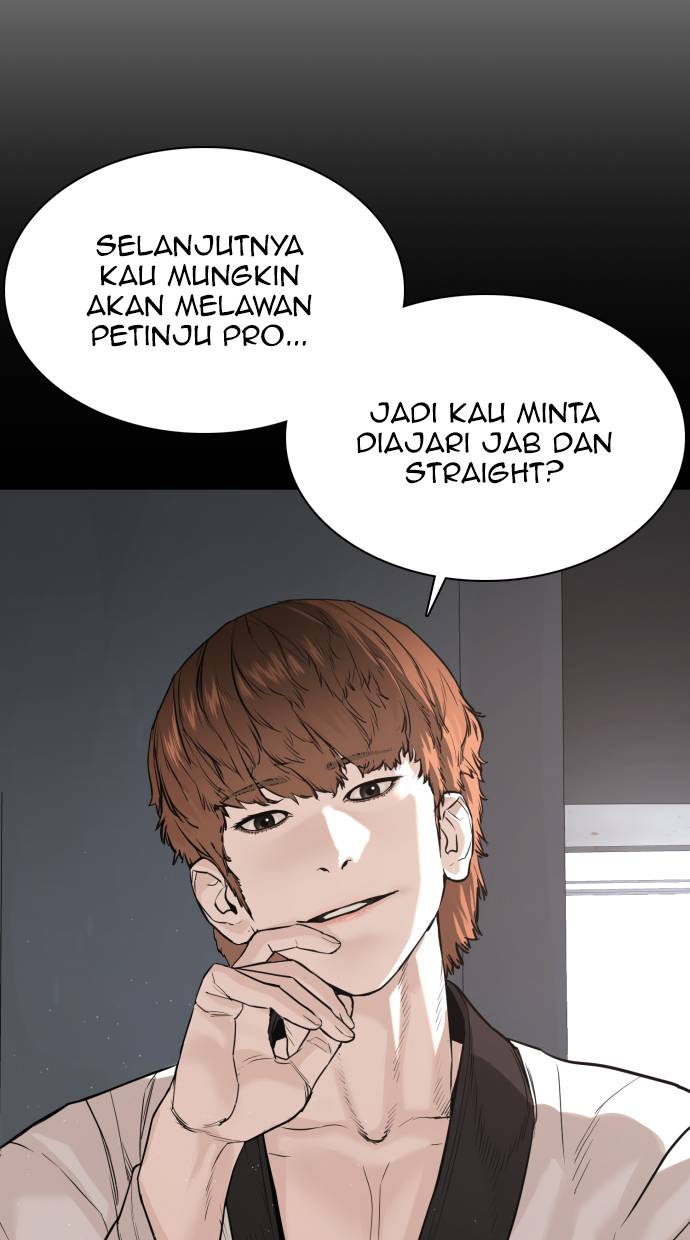 SELANJUTNYA
KAU MUNGKIN
AKAN MELAWAN
PETINJU PRO...
JADI KAU MINTA
DIAJARI JAB DAN
STRAIGHT?